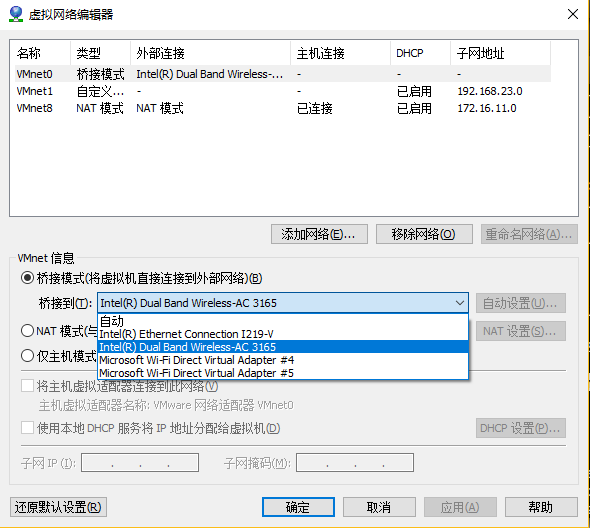 虚拟网络编辑器
名称 类型 外部连接 主机连接 DHCP 子网地址
VMnet0 桥接模式 Intel(R) Dual Band Wireless-... - - -
VMnet1 自定义... - - 已启用 192.168.23.0
VMnet8 NAT 模式 NAT 模式 已连接 已启用 172.16.11.0
添加网络(E)... 移除网络(O) 重命名网络(A)...
VMnet 信息
桥接模式(将虚拟机直接连接到外部网络)(B)
桥接到(T): Intel(R) Dual Band Wireless-AC 3165 自动设置(U)...
自动
NAT 模式(与 Intel(R) Ethernet Connection I219-V NAT 设置(S)...
Intel(R) Dual Band Wireless-AC 3165
仅主机模式 Microsoft Wi-Fi Direct Virtual Adapter #4
Microsoft Wi-Fi Direct Virtual Adapter #5
将主机虚拟适配器连接到此网络(V)
主机虚拟适配器名称: VMware 网络适配器 VMnet0
使用本地 DHCP 服务将 IP 地址分配给虚拟机(D) DHCP 设置(P)...
子网 IP (I): . . . 子网掩码(M): . . .
还原默认设置(R) 确定 取消 应用(A) 帮助